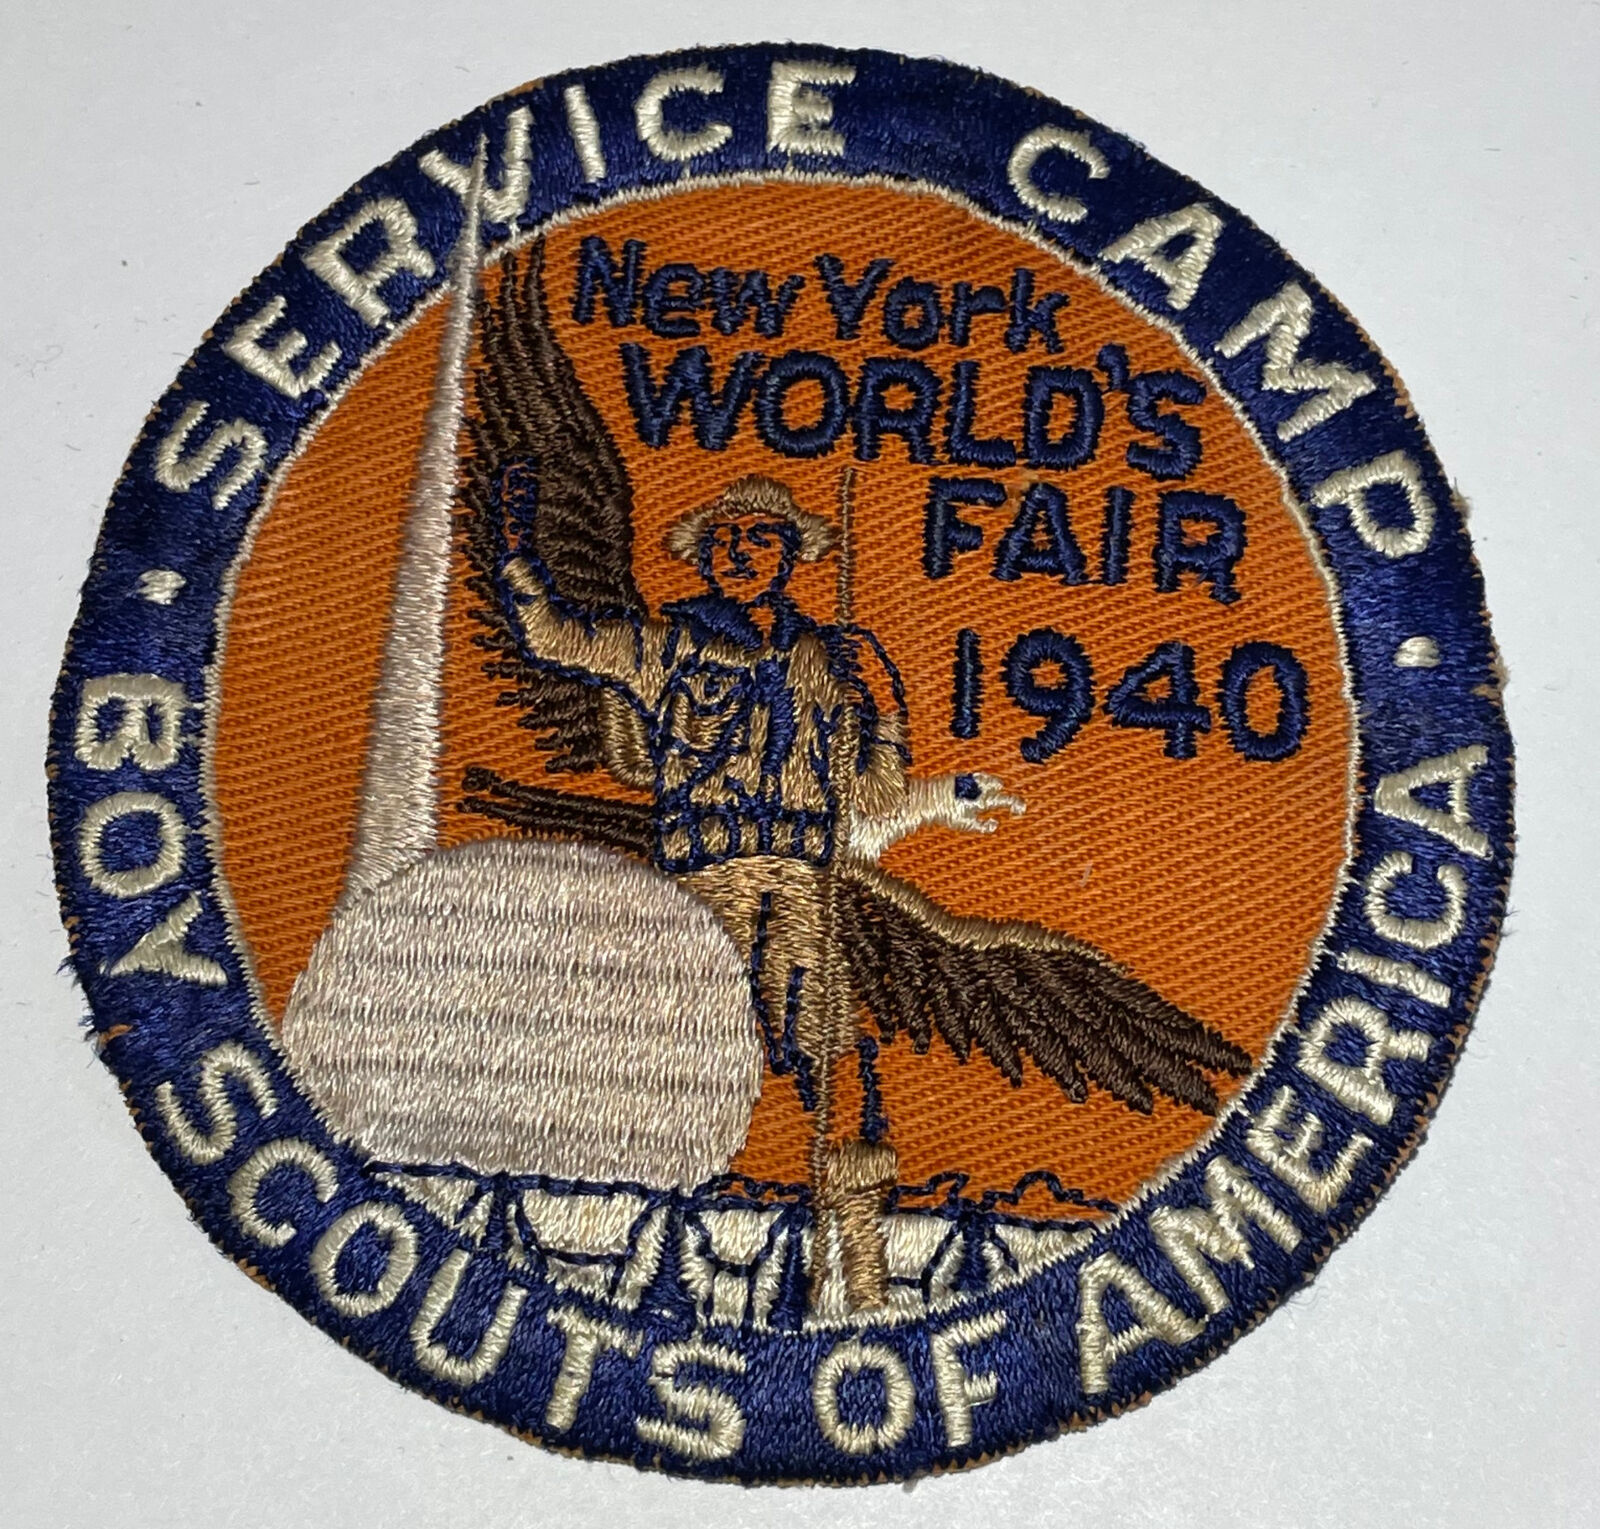 SERVICE CAMP
New York
WORLD'S
FAIR
1940
• BOY SCOUTS OF AMERICA •